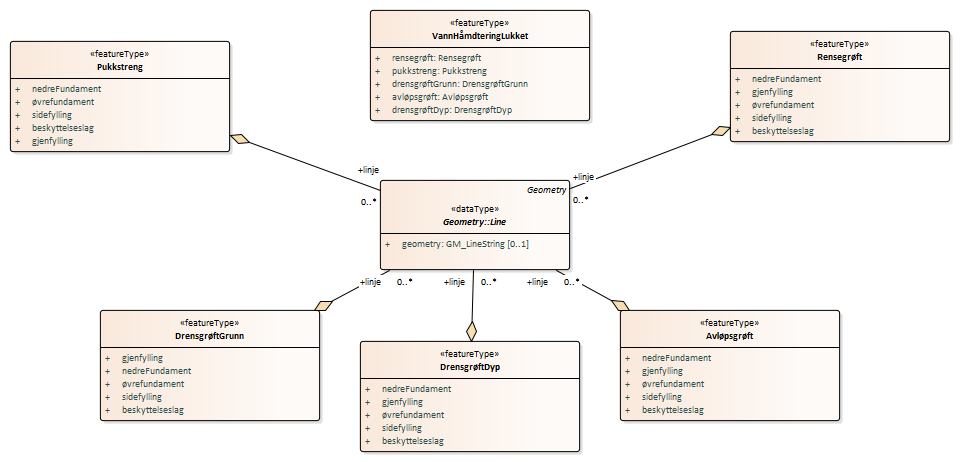 «featureType»
Pukkstreng
+ nedreFundament
+ øvrefundament
+ sidefylling
+ beskyttelseslag
+ gjenfylling
«featureType»
VannHåmdteringLukket
+ rensegrøft: Rensegrøft
+ pukkstreng: Pukkstreng
+ drensgrøftGrunn: DrensgrøftGrunn
+ avløpsgrøft: Avløpsgrøft
+ drensgrøftDyp: DrensgrøftDyp
«featureType»
Rensegrøft
+ nedreFundament
+ gjenfylling
+ øvrefundament
+ sidefylling
+ beskyttelseslag
+linje
0..*
+linje
0..*
Geometry
«dataType»
Geometry::Line
+ geometry: GM_LineString [0..1]
+linje 0..*
+linje 0..*
+linje 0..*
«featureType»
DrensgrøftGrunn
+ gjenfylling
+ nedreFundament
+ øvrefundament
+ sidefylling
+ beskyttelseslag
«featureType»
DrensgrøftDyp
+ nedreFundament
+ gjenfylling
+ øvrefundament
+ sidefylling
+ beskyttelseslag
«featureType»
Avløpsgrøft
+ nedreFundament
+ gjenfylling
+ øvrefundament
+ sidefylling
+ beskyttelseslag